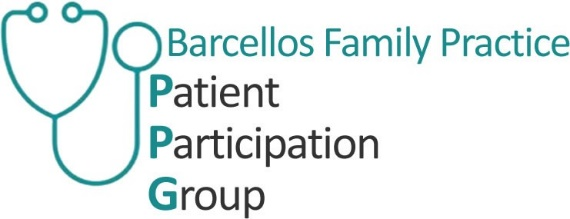 Barcellos Family Practice
Patient
Participation
Group